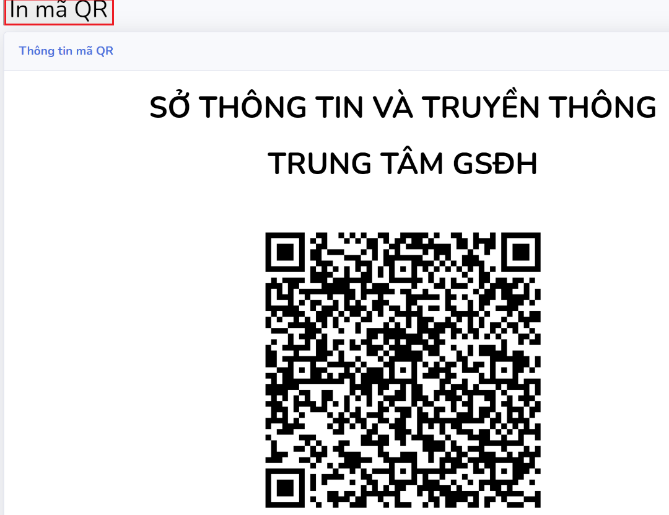 In mã QR
Thông tin mã QR
SỞ THÔNG TIN VÀ TRUYỀN THÔNG
TRUNG TÂM GSĐH